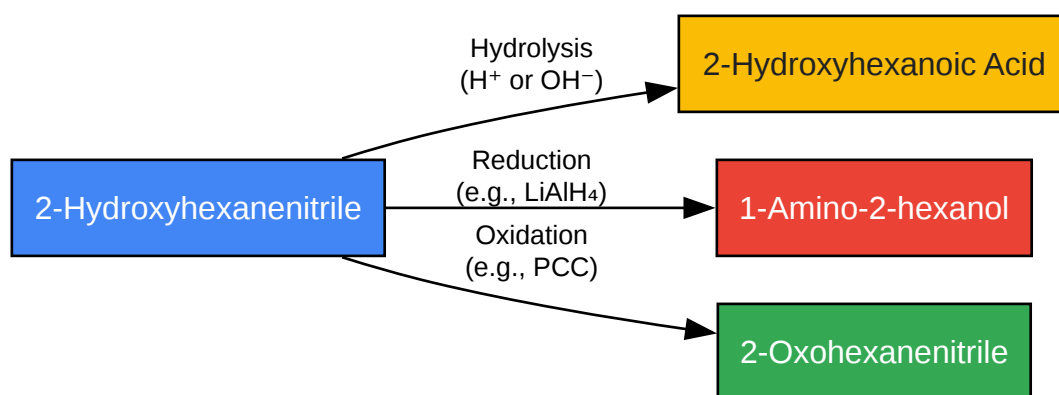 Hydrolysis
(H⁺ or OH⁻)
2-Hydroxyhexanoic Acid
2-Hydroxyhexanenitrile
Reduction
(e.g., LiAlH₄)
1-Amino-2-hexanol
Oxidation
(e.g., PCC)
2-Oxohexanenitrile